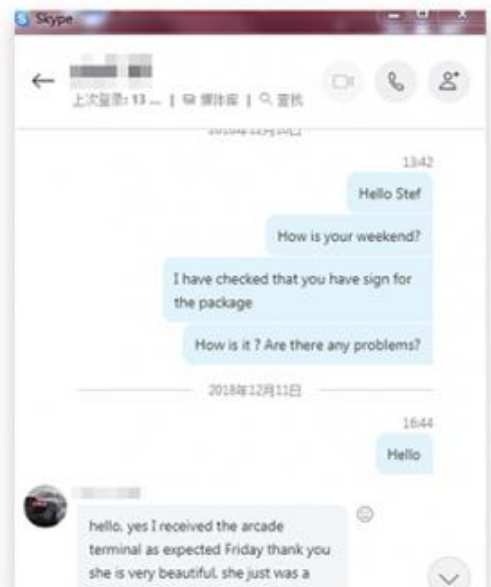 Skype
上次登录: 13 ... | 媒体库 | 查找
13:42
Hello Stef
How is your weekend?
I have checked that you have sign for
the package
How is it ? Are there any problems?
2018年12月11日
16:44
Hello
hello, yes I received the arcade
terminal as expected Friday thank you
she is very beautiful. she just was a